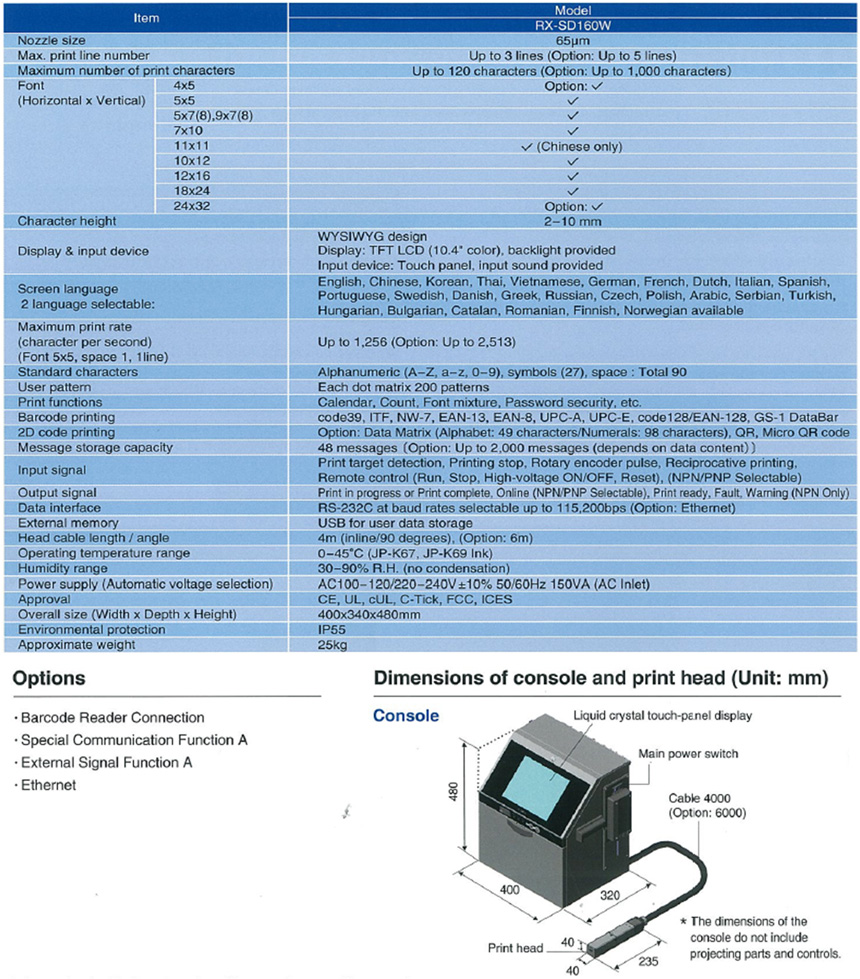 Item
Model
RX-SD160W
Nozzle size 65μm
Max. print line number Up to 3 lines (Option: Up to 5 lines)
Maximum number of print characters Up to 120 characters (Option: Up to 1,000 characters)
Font 4x5 Option: ✓
(Horizontal x Vertical) 5x5 ✓
5x7(8),9x7(8) ✓
7x10 ✓
11x11 ✓ (Chinese only)
10x12 ✓
12x16 ✓
18x24 ✓
24x32 Option: ✓
Character height 2–10 mm
Display & input device
WYSIWYG design
Display: TFT LCD (10.4" color), backlight provided
Input device: Touch panel, input sound provided
Screen language
2 language selectable:
English, Chinese, Korean, Thai, Vietnamese, German, French, Dutch, Italian, Spanish,
Portuguese, Swedish, Danish, Greek, Russian, Czech, Polish, Arabic, Serbian, Turkish,
Hungarian, Bulgarian, Catalan, Romanian, Finnish, Norwegian available
Maximum print rate
(character per second)
(Font 5x5, space 1, 1line)
Up to 1,256 (Option: Up to 2,513)
Standard characters Alphanumeric (A–Z, a–z, 0–9), symbols (27), space : Total 90
User pattern Each dot matrix 200 patterns
Print functions Calendar, Count, Font mixture, Password security, etc.
Barcode printing code39, ITF, NW-7, EAN-13, EAN-8, UPC-A, UPC-E, code128/EAN-128, GS-1 DataBar
2D code printing Option: Data Matrix (Alphabet: 49 characters/Numerals: 98 characters), QR, Micro QR code
Message storage capacity 48 messages (Option: Up to 2,000 messages (depends on data content))
Input signal
Print target detection, Printing stop, Rotary encoder pulse, Reciprocative printing,
Remote control (Run, Stop, High-voltage ON/OFF, Reset), (NPN/PNP Selectable)
Output signal Print in progress or Print complete, Online (NPN/PNP Selectable), Print ready, Fault, Warning (NPN Only)
Data interface RS-232C at baud rates selectable up to 115,200bps (Option: Ethernet)
External memory USB for user data storage
Head cable length / angle 4m (inline/90 degrees), (Option: 6m)
Operating temperature range 0–45˚C (JP-K67, JP-K69 Ink)
Humidity range 30–90% R.H. (no condensation)
Power supply (Automatic voltage selection) AC100–120/220–240V±10% 50/60Hz 150VA (AC Inlet)
Approval CE, UL, cUL, C-Tick, FCC, ICES
Overall size (Width x Depth x Height) 400x340x480mm
Environmental protection IP55
Approximate weight 25kg
Options
・Barcode Reader Connection
・Special Communication Function A
・External Signal Function A
・Ethernet
Dimensions of console and print head (Unit: mm)
Console
Liquid crystal touch-panel display
Main power switch
Cable 4000
(Option: 6000)
480
400
320
Print head
40
40
235
* The dimensions of the
console do not include
projecting parts and controls.